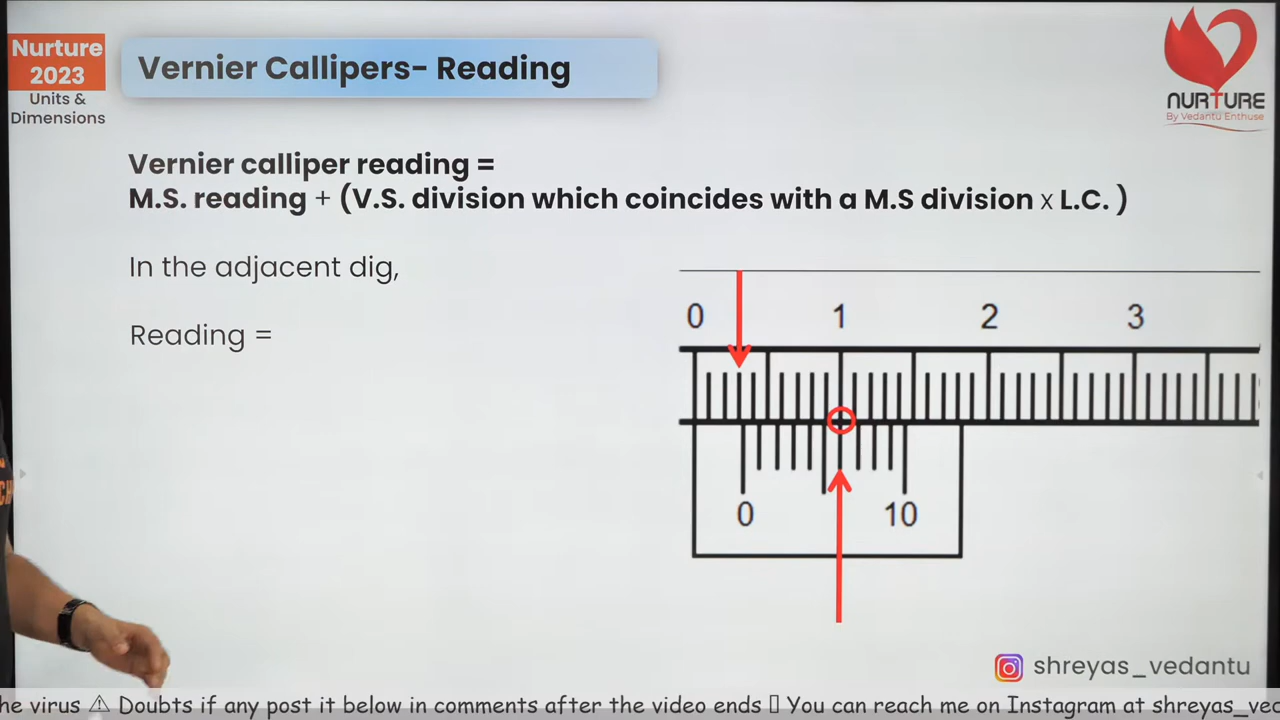 Nurture
2023
Units &
Dimensions
Vernier Callipers- Reading
NURTURE
By Vedantu Enthuse
Vernier calliper reading =
M.S. reading + (V.S. division which coincides with a M.S division x L.C. )
In the adjacent dig,
Reading =
0 1 2 3
0 10
shreyas_vedantu
he virus ⚠ Doubts if any post it below in comments after the video ends ▯ You can reach me on Instagram at shreyas_ved